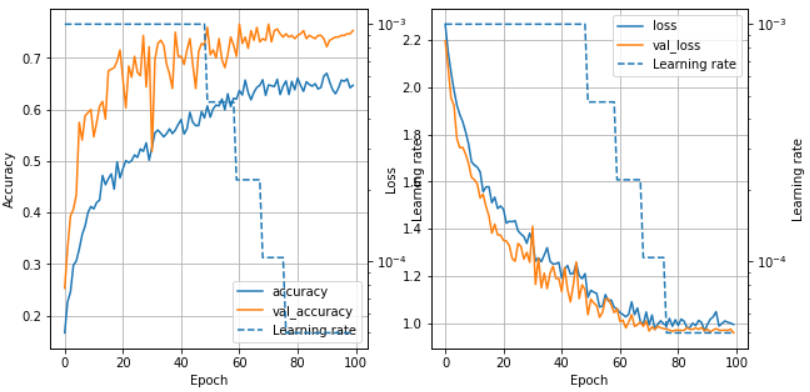 0.7
0.6
0.5
0.4
0.3
0.2
Accuracy
0 20 40 60 80 100
Epoch
10⁻³
10⁻⁴
Learning rate
accuracy
val_accuracy
Learning rate
Loss
2.2
2.0
1.8
1.6
1.4
1.2
1.0
0 20 40 60 80 100
Epoch
10⁻³
10⁻⁴
Learning rate
loss
val_loss
Learning rate